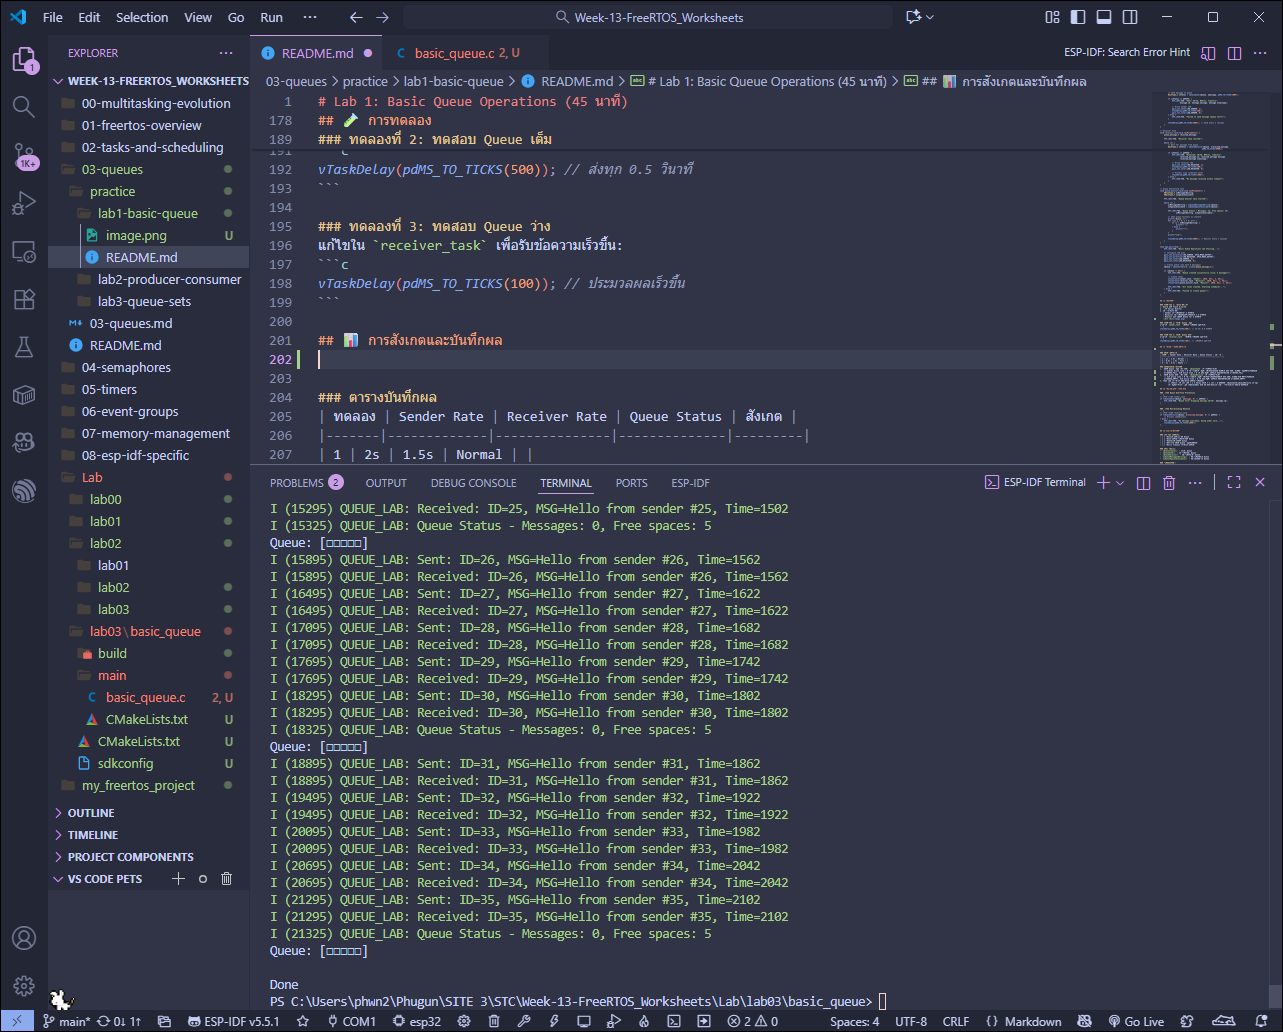 File Edit Selection View Go Run ··· Week-13-FreeRTOS_Worksheets
EXPLORER ···
1
README.md
C basic_queue.c 2, U
ESP-IDF: Search Error Hint
WEEK-13-FREERTOS_WORKSHEETS
03-queues > practice > lab1-basic-queue > README.md > # Lab 1: Basic Queue Operations (45 นาที) > ## 📊 การสังเกตและบันทึกผล
00-multitasking-evolution
01-freertos-overview
02-tasks-and-scheduling
03-queues
practice
lab1-basic-queue
image.png U
README.md
lab2-producer-consumer
lab3-queue-sets
03-queues.md
README.md
04-semaphores
05-timers
06-event-groups
07-memory-management
08-esp-idf-specific
Lab
lab00
lab01
lab02
lab01
lab02
lab03
lab03\basic_queue
build
main
C basic_queue.c 2, U
CMakeLists.txt U
CMakeLists.txt U
sdkconfig U
my_freertos_project
OUTLINE
TIMELINE
PROJECT COMPONENTS
VS CODE PETS
1K+
1 # Lab 1: Basic Queue Operations (45 นาที)
178 ## 🧪 การทดลอง
189 ### ทดลองที่ 2: ทดสอบ Queue เต็ม
191 ```c
192 vTaskDelay(pdMS_TO_TICKS(500)); // ส่งทุก 0.5 วินาที
193 ```
194
195 ### ทดลองที่ 3: ทดสอบ Queue ว่าง
196 แก้ไขใน `receiver_task` เพื่อรับข้อความเร็วขึ้น:
197 ```c
198 vTaskDelay(pdMS_TO_TICKS(100)); // ประมวลผลเร็วขึ้น
199 ```
200
201 ## 📊 การสังเกตและบันทึกผล
202
203
204 ### ตารางบันทึกผล
205 | ทดลอง | Sender Rate | Receiver Rate | Queue Status | สังเกต |
206 |-------|-------------|---------------|--------------|---------|
207 | 1 | 2s | 1.5s | Normal | |
PROBLEMS 2 OUTPUT DEBUG CONSOLE TERMINAL PORTS ESP-IDF ESP-IDF Terminal
I (15295) QUEUE_LAB: Received: ID=25, MSG=Hello from sender #25, Time=1502
I (15325) QUEUE_LAB: Queue Status - Messages: 0, Free spaces: 5
Queue: [□□□□□]
I (15895) QUEUE_LAB: Sent: ID=26, MSG=Hello from sender #26, Time=1562
I (15895) QUEUE_LAB: Received: ID=26, MSG=Hello from sender #26, Time=1562
I (16495) QUEUE_LAB: Sent: ID=27, MSG=Hello from sender #27, Time=1622
I (16495) QUEUE_LAB: Received: ID=27, MSG=Hello from sender #27, Time=1622
I (17095) QUEUE_LAB: Sent: ID=28, MSG=Hello from sender #28, Time=1682
I (17095) QUEUE_LAB: Received: ID=28, MSG=Hello from sender #28, Time=1682
I (17695) QUEUE_LAB: Sent: ID=29, MSG=Hello from sender #29, Time=1742
I (17695) QUEUE_LAB: Received: ID=29, MSG=Hello from sender #29, Time=1742
I (18295) QUEUE_LAB: Sent: ID=30, MSG=Hello from sender #30, Time=1802
I (18295) QUEUE_LAB: Received: ID=30, MSG=Hello from sender #30, Time=1802
I (18325) QUEUE_LAB: Queue Status - Messages: 0, Free spaces: 5
Queue: [□□□□□]
I (18895) QUEUE_LAB: Sent: ID=31, MSG=Hello from sender #31, Time=1862
I (18895) QUEUE_LAB: Received: ID=31, MSG=Hello from sender #31, Time=1862
I (19495) QUEUE_LAB: Sent: ID=32, MSG=Hello from sender #32, Time=1922
I (19495) QUEUE_LAB: Received: ID=32, MSG=Hello from sender #32, Time=1922
I (20095) QUEUE_LAB: Sent: ID=33, MSG=Hello from sender #33, Time=1982
I (20095) QUEUE_LAB: Received: ID=33, MSG=Hello from sender #33, Time=1982
I (20695) QUEUE_LAB: Sent: ID=34, MSG=Hello from sender #34, Time=2042
I (20695) QUEUE_LAB: Received: ID=34, MSG=Hello from sender #34, Time=2042
I (21295) QUEUE_LAB: Sent: ID=35, MSG=Hello from sender #35, Time=2102
I (21295) QUEUE_LAB: Received: ID=35, MSG=Hello from sender #35, Time=2102
I (21325) QUEUE_LAB: Queue Status - Messages: 0, Free spaces: 5
Queue: [□□□□□]
Done
PS C:\Users\phwn2\Phugun\SITE 3\STC\Week-13-FreeRTOS_Worksheets\Lab\lab03\basic_queue>
main* 0↓ 1↑ ESP-IDF v5.5.1 COM1 esp32 2 0 Spaces: 4 UTF-8 CRLF {} Markdown Go Live